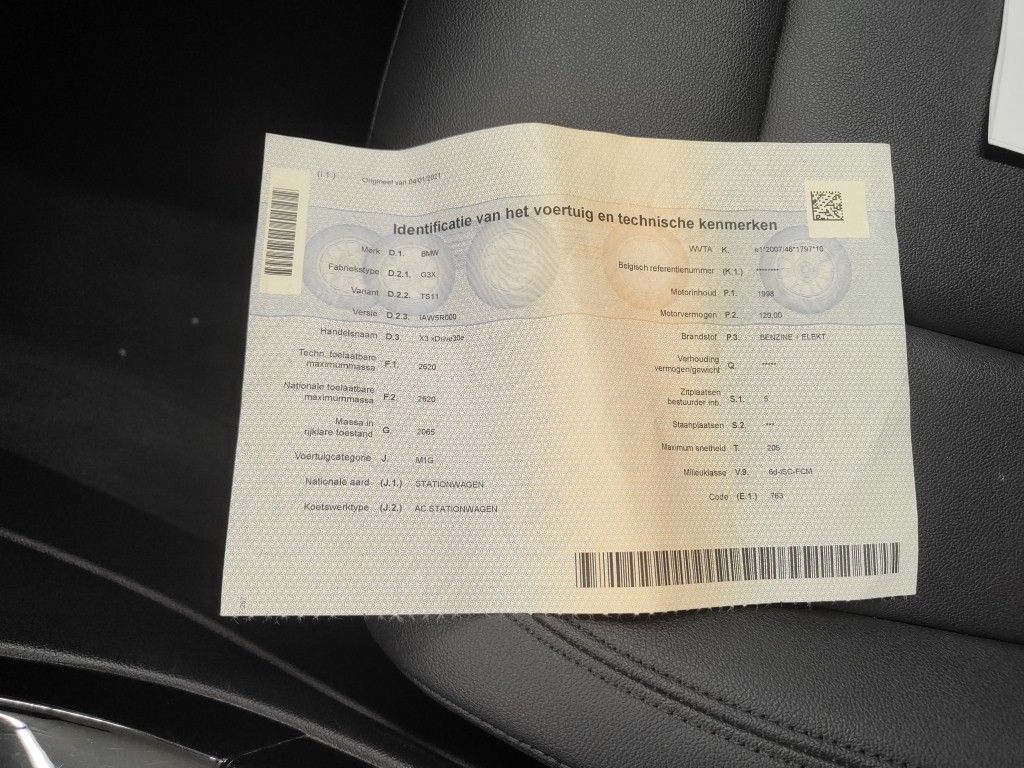 (i.1.) Origineel van 04/01/2021
Identificatie van het voertuig en technische kenmerken
Merk D.1. BMW
Fabriekstype D.2.1. G3X
Variant D.2.2. TS11
Versie D.2.3. IAW5R000
Handelsnaam D.3 X3 xDrive30e
Techn. toelaatbare
maximummassa F.1. 2620
Nationale toelaatbare
maximummassa F.2. 2620
Massa in
rijklare toestand G. 2065
Voertuigcategorie J. M1G
Nationale aard (J.1.) STATIONWAGEN
Koetswerktype (J.2.) AC STATIONWAGEN
WVTA K. e1*2007/46*1797*10
Belgisch referentienummer (K.1.) ********
Motorinhoud P.1. 1998
Motorvermogen P.2. 120,00
Brandstof P.3. BENZINE + ELEKT
Verhouding
vermogen/gewicht Q. *****
Zitplaatsen
bestuurder inb. S.1. 5
Staanplaatsen S.2. ***
Maximum snelheid T. 205
Milieuklasse V.9. 6d-ISC-FCM
Code (E.1.) 763